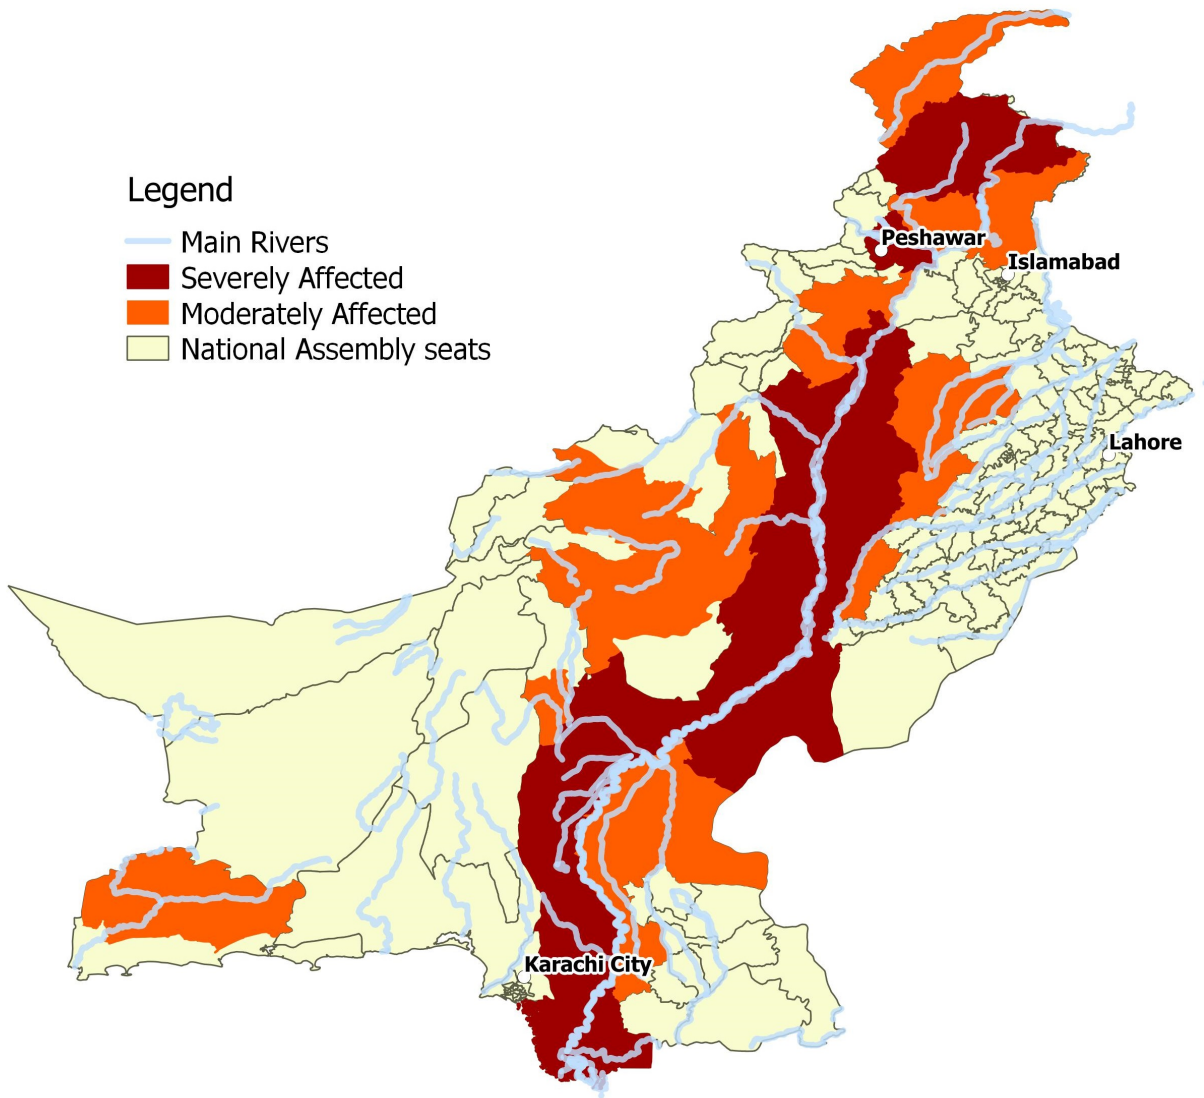 Legend
Main Rivers
Severely Affected
Moderately Affected
National Assembly seats
Peshawar
Islamabad
Lahore
Karachi City